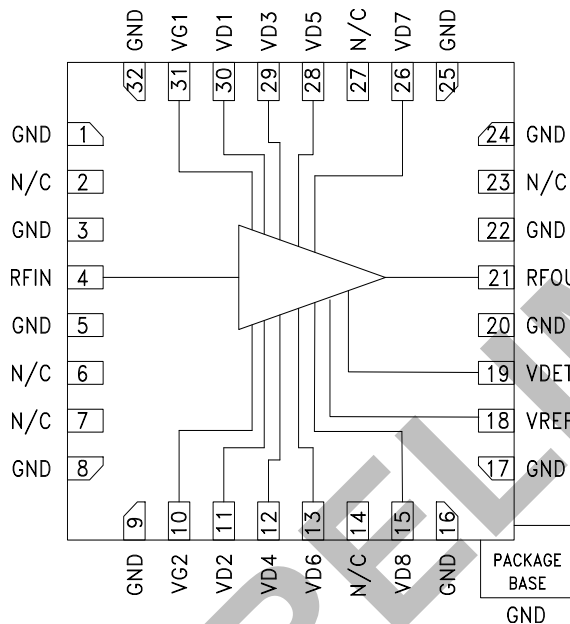 GND VG1 VD1 VD3 VD5 N/C VD7 GND
32 31 30 29 28 27 26 25
GND 1
N/C 2
GND 3
RFIN 4
GND 5
N/C 6
N/C 7
GND 8
24 GND
23 N/C
22 GND
21 RFOU
20 GND
19 VDET
18 VREF
17 GND
9 10 11 12 13 14 15 16
GND VG2 VD2 VD4 VD6 N/C VD8 GND
PACKAGE
BASE
GND
PRELIM